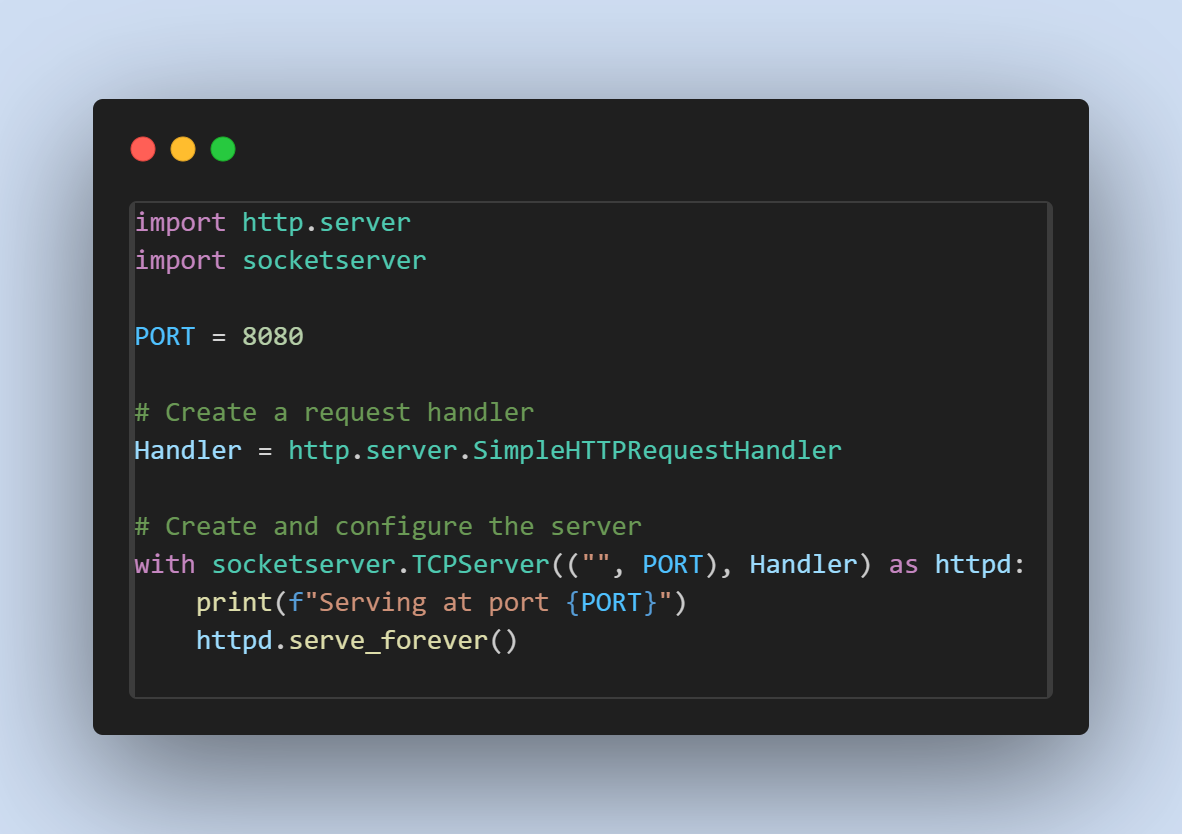 import http.server
import socketserver

PORT = 8080

# Create a request handler
Handler = http.server.SimpleHTTPRequestHandler

# Create and configure the server
with socketserver.TCPServer(("", PORT), Handler) as httpd:
    print(f"Serving at port {PORT}")
    httpd.serve_forever()